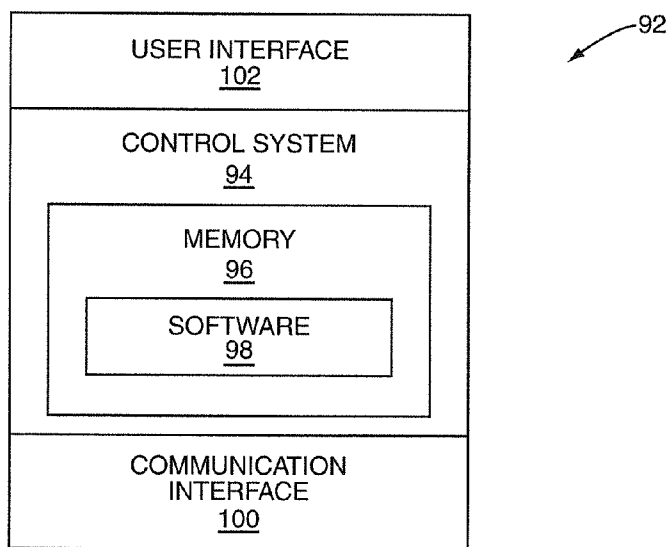 92
USER INTERFACE
102
CONTROL SYSTEM
94
MEMORY
96
SOFTWARE
98
COMMUNICATION
INTERFACE
100